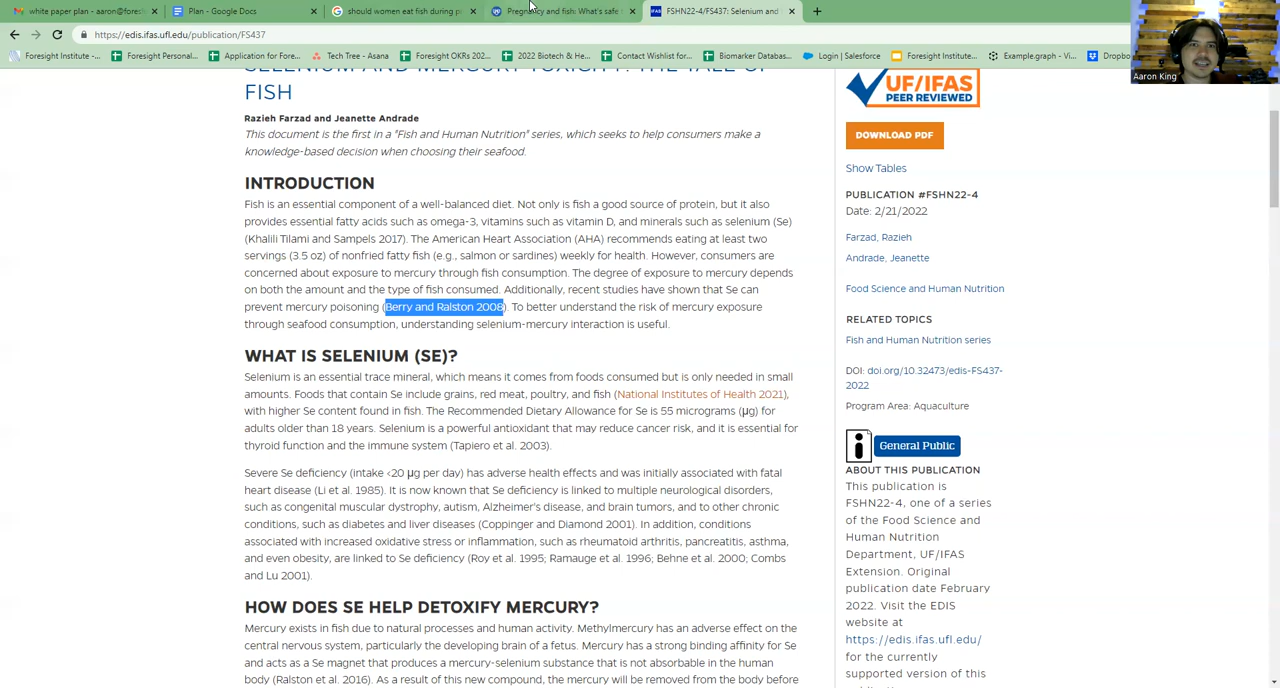 white paper plan - aaron@foresi
Plan - Google Docs
should women eat fish during p
Pregnancy and fish: What's safe
FSHN22-4/FS437: Selenium and
https://edis.ifas.ufl.edu/publication/FS437
Foresight Institute -...
Foresight Personal...
Application for Fore...
Tech Tree - Asana
Foresight OKRs 202...
2022 Biotech & He...
Contact Wishlist for...
Biomarker Databas...
Login | Salesforce
Foresight Institute...
Example.graph - Vi...
Dropbo
Aaron King
SELENIUM AND MERCURY TOXICITY: THE TALE OF
FISH
Razieh Farzad and Jeanette Andrade
This document is the first in a "Fish and Human Nutrition" series, which seeks to help consumers make a
knowledge-based decision when choosing their seafood.
INTRODUCTION
Fish is an essential component of a well-balanced diet. Not only is fish a good source of protein, but it also
provides essential fatty acids such as omega-3, vitamins such as vitamin D, and minerals such as selenium (Se)
(Khalili Tilami and Sampels 2017). The American Heart Association (AHA) recommends eating at least two
servings (3.5 oz) of nonfried fatty fish (e.g., salmon or sardines) weekly for health. However, consumers are
concerned about exposure to mercury through fish consumption. The degree of exposure to mercury depends
on both the amount and the type of fish consumed. Additionally, recent studies have shown that Se can
prevent mercury poisoning (Berry and Ralston 2008). To better understand the risk of mercury exposure
through seafood consumption, understanding selenium-mercury interaction is useful.
WHAT IS SELENIUM (SE)?
Selenium is an essential trace mineral, which means it comes from foods consumed but is only needed in small
amounts. Foods that contain Se include grains, red meat, poultry, and fish (National Institutes of Health 2021),
with higher Se content found in fish. The Recommended Dietary Allowance for Se is 55 micrograms (μg) for
adults older than 18 years. Selenium is a powerful antioxidant that may reduce cancer risk, and it is essential for
thyroid function and the immune system (Tapiero et al. 2003).
Severe Se deficiency (intake <20 μg per day) has adverse health effects and was initially associated with fatal
heart disease (Li et al. 1985). It is now known that Se deficiency is linked to multiple neurological disorders,
such as congenital muscular dystrophy, autism, Alzheimer's disease, and brain tumors, and to other chronic
conditions, such as diabetes and liver diseases (Coppinger and Diamond 2001). In addition, conditions
associated with increased oxidative stress or inflammation, such as rheumatoid arthritis, pancreatitis, asthma,
and even obesity, are linked to Se deficiency (Roy et al. 1995; Ramauge et al. 1996; Behne et al. 2000; Combs
and Lu 2001).
HOW DOES SE HELP DETOXIFY MERCURY?
Mercury exists in fish due to natural processes and human activity. Methylmercury has an adverse effect on the
central nervous system, particularly the developing brain of a fetus. Mercury has a strong binding affinity for Se
and acts as a Se magnet that produces a mercury-selenium substance that is not absorbable in the human
body (Ralston et al. 2016). As a result of this new compound, the mercury will be removed from the body before
UF/IFAS
PEER REVIEWED
DOWNLOAD PDF
Show Tables
PUBLICATION #FSHN22-4
Date: 2/21/2022
Farzad, Razieh
Andrade, Jeanette
Food Science and Human Nutrition
RELATED TOPICS
Fish and Human Nutrition series
DOI: doi.org/10.32473/edis-FS437-
2022
Program Area: Aquaculture
General Public
ABOUT THIS PUBLICATION
This publication is
FSHN22-4, one of a series
of the Food Science and
Human Nutrition
Department, UF/IFAS
Extension. Original
publication date February
2022. Visit the EDIS
website at
https://edis.ifas.ufl.edu/
for the currently
supported version of this